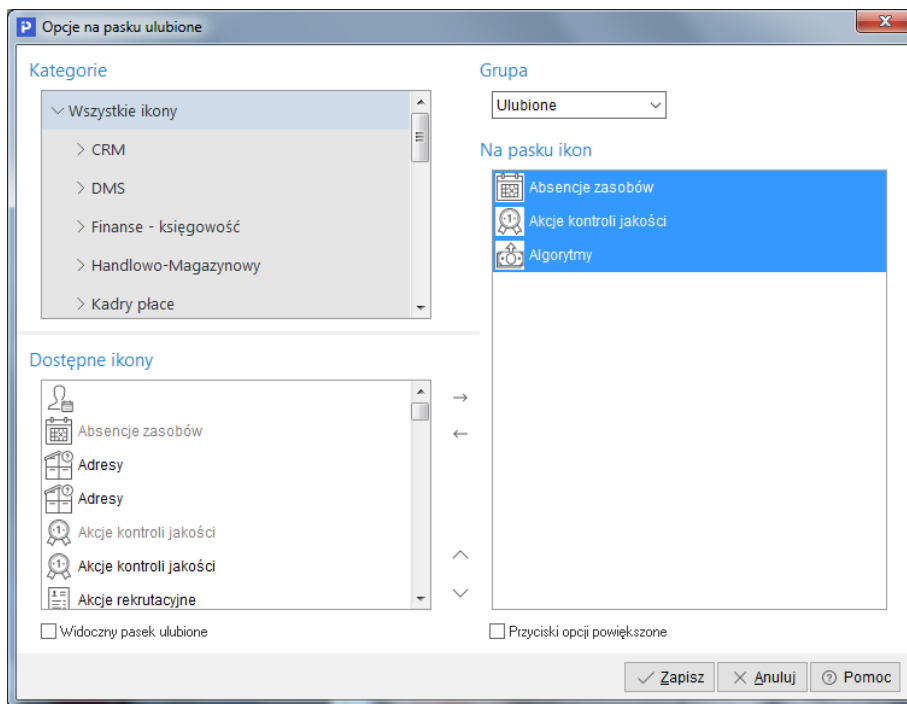 Opcje na pasku ulubione
Kategorie
Wszystkie ikony
CRM
DMS
Finanse - księgowość
Handlowo-Magazynowy
Kadry płace
Grupa
Ulubione
Na pasku ikon
Absencje zasobów
Akcje kontroli jakości
Algorytmy
Dostępne ikony
Absencje zasobów
Adresy
Adresy
Akcje kontroli jakości
Akcje kontroli jakości
Akcje rekrutacyjne
Widoczny pasek ulubione
Przyciski opcji powiększone
Zapisz
Anuluj
Pomoc